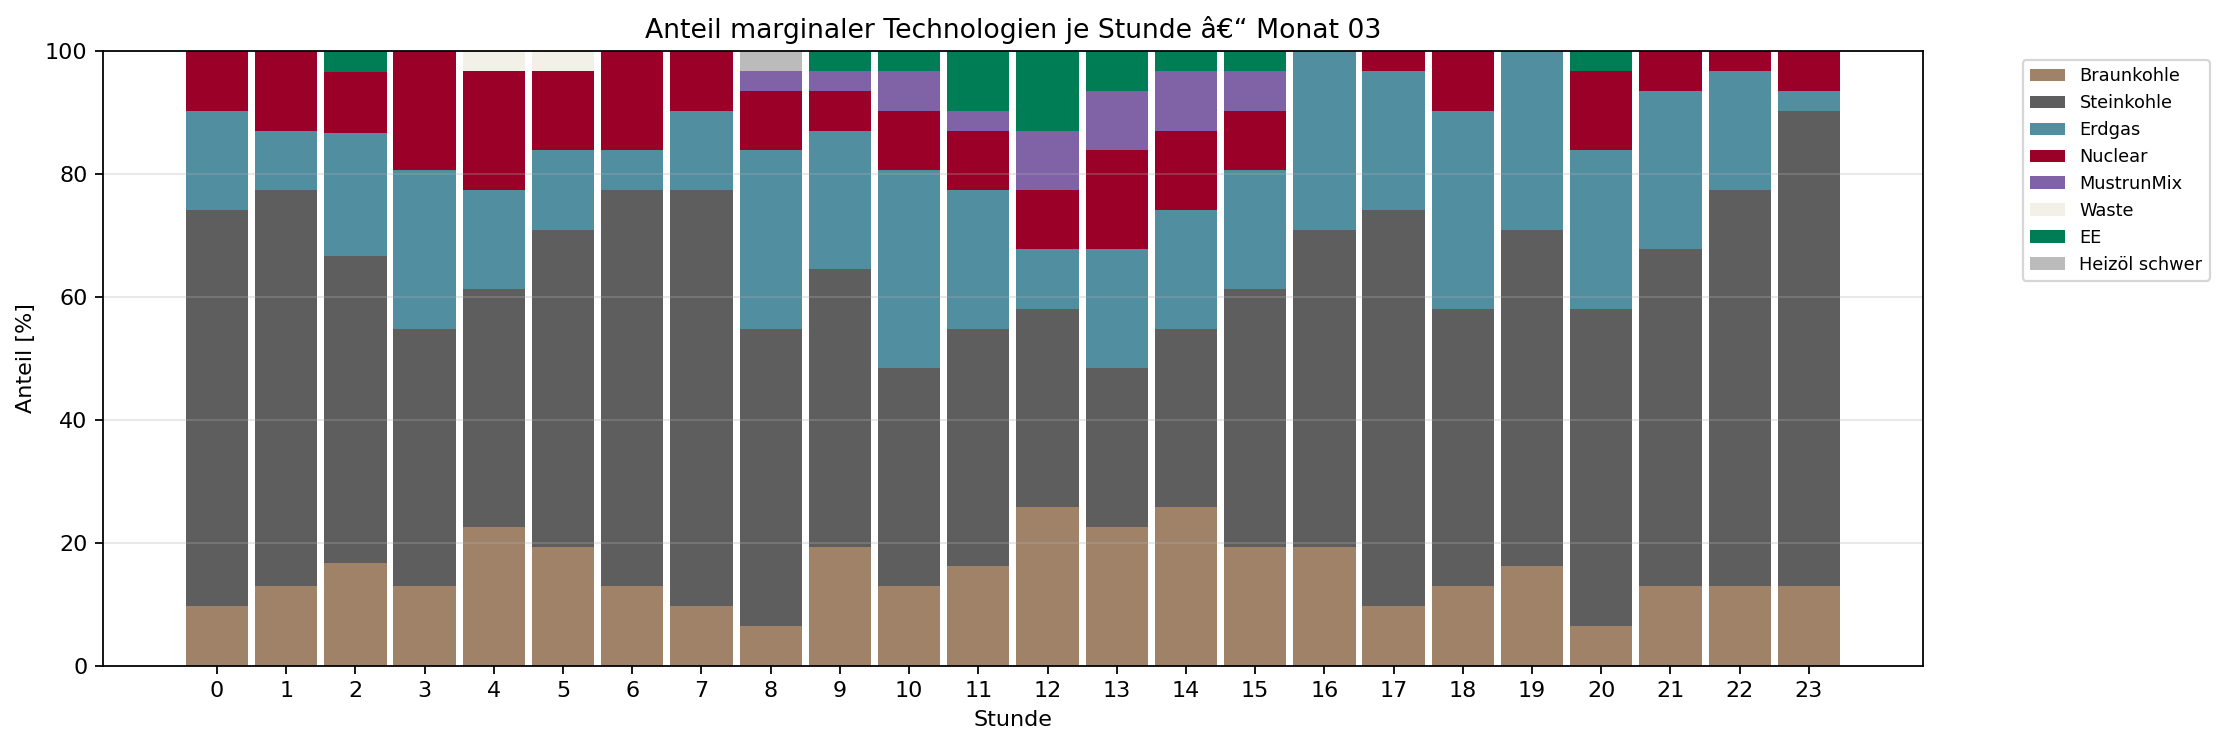 Anteil marginaler Technologien je Stunde â€“ Monat 03
Anteil [%]
100
80
60
40
20
0
0 1 2 3 4 5 6 7 8 9 10 11 12 13 14 15 16 17 18 19 20 21 22 23
Stunde
Braunkohle
Steinkohle
Erdgas
Nuclear
MustrunMix
Waste
EE
Heizöl schwer